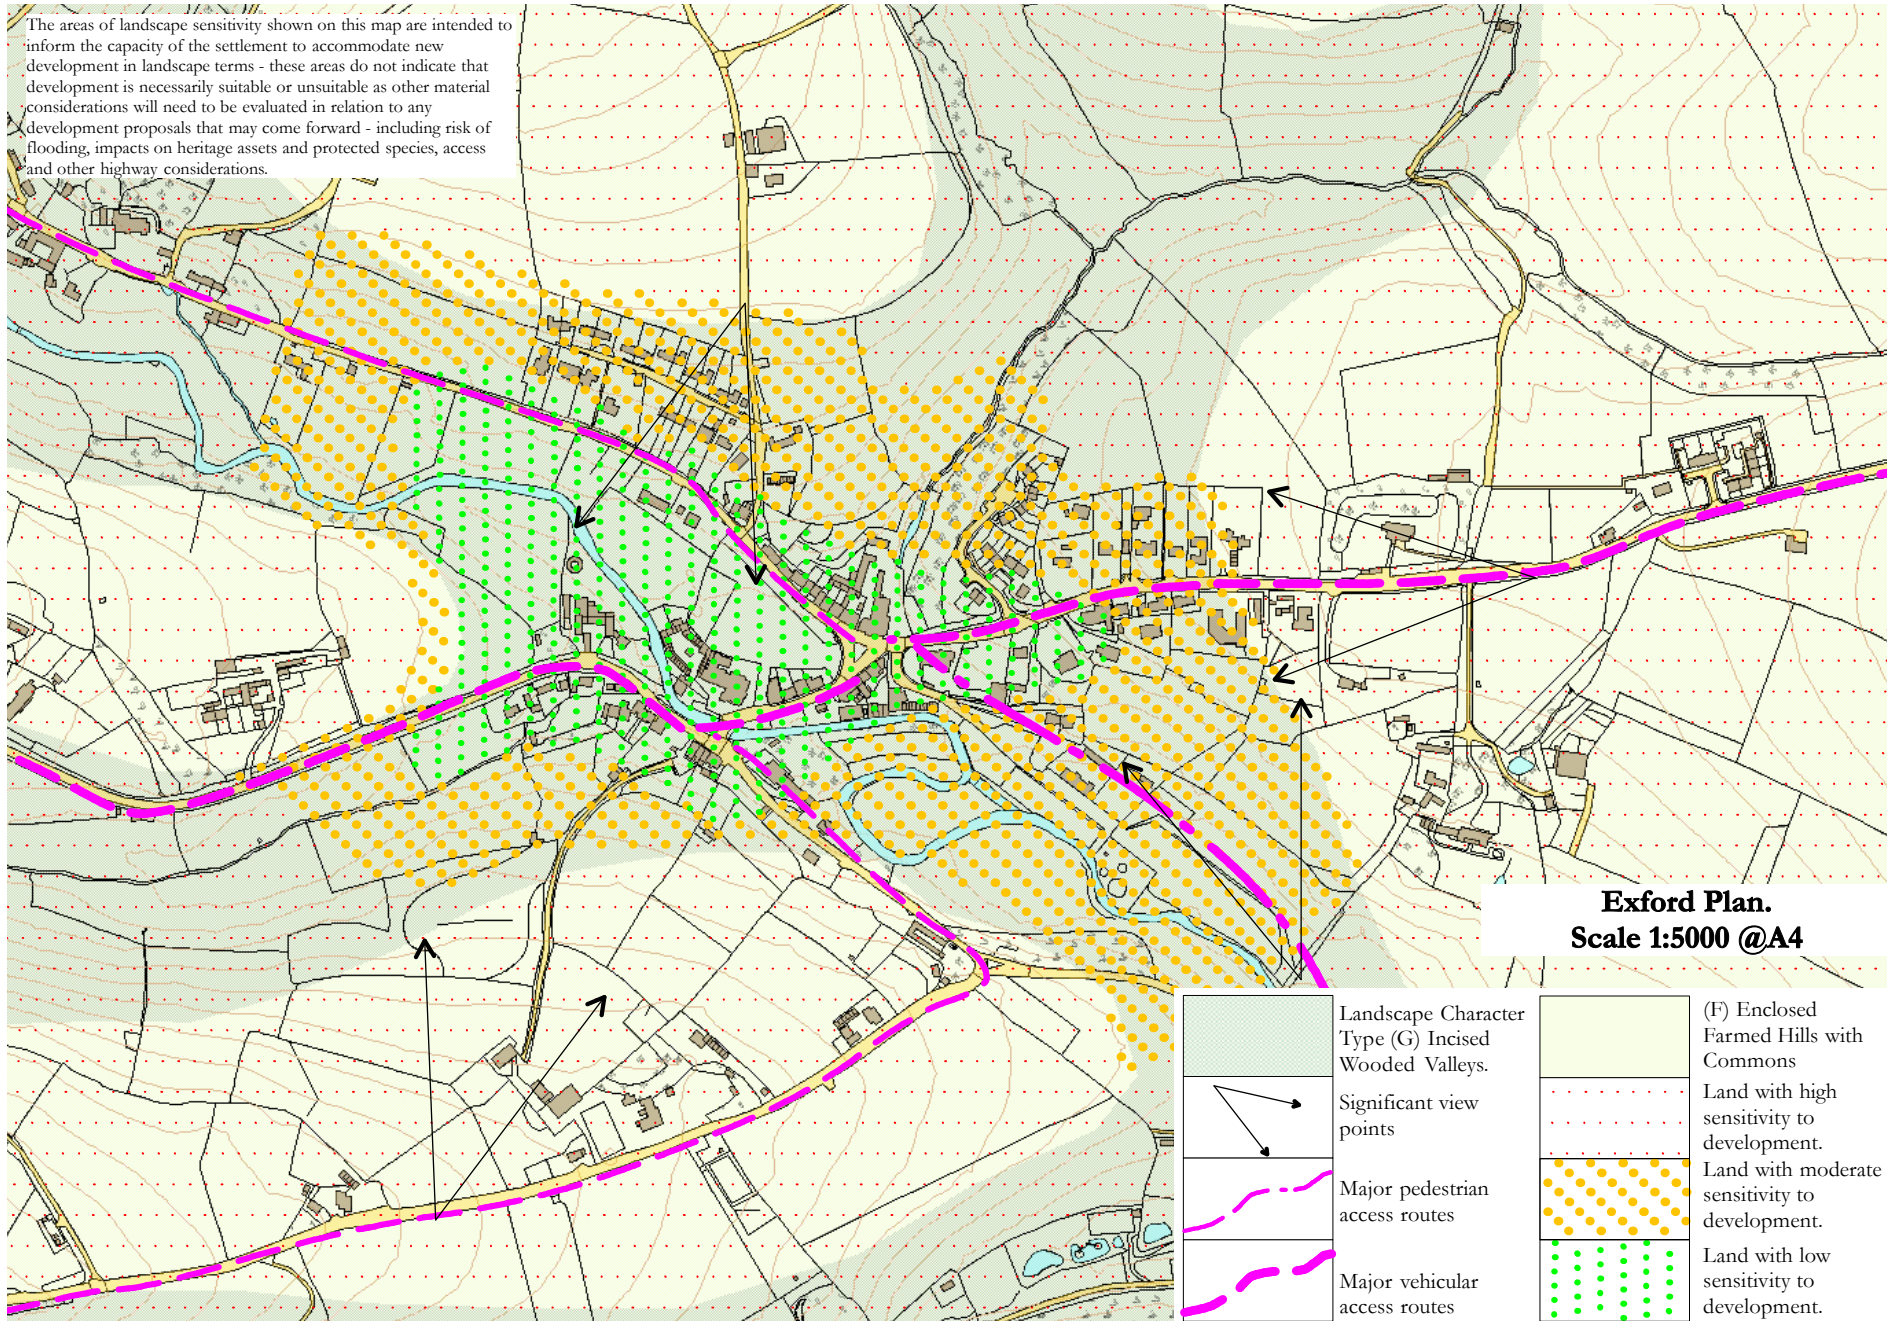 The areas of landscape sensitivity shown on this map are intended to
inform the capacity of the settlement to accommodate new
development in landscape terms - these areas do not indicate that
development is necessarily suitable or unsuitable as other material
considerations will need to be evaluated in relation to any
development proposals that may come forward - including risk of
flooding, impacts on heritage assets and protected species, access
and other highway considerations.
Exford Plan.
Scale 1:5000 @A4
Landscape Character
Type (G) Incised
Wooded Valleys.
Significant view
points
Major pedestrian
access routes
Major vehicular
access routes
(F) Enclosed
Farmed Hills with
Commons
Land with high
sensitivity to
development.
Land with moderate
sensitivity to
development.
Land with low
sensitivity to
development.